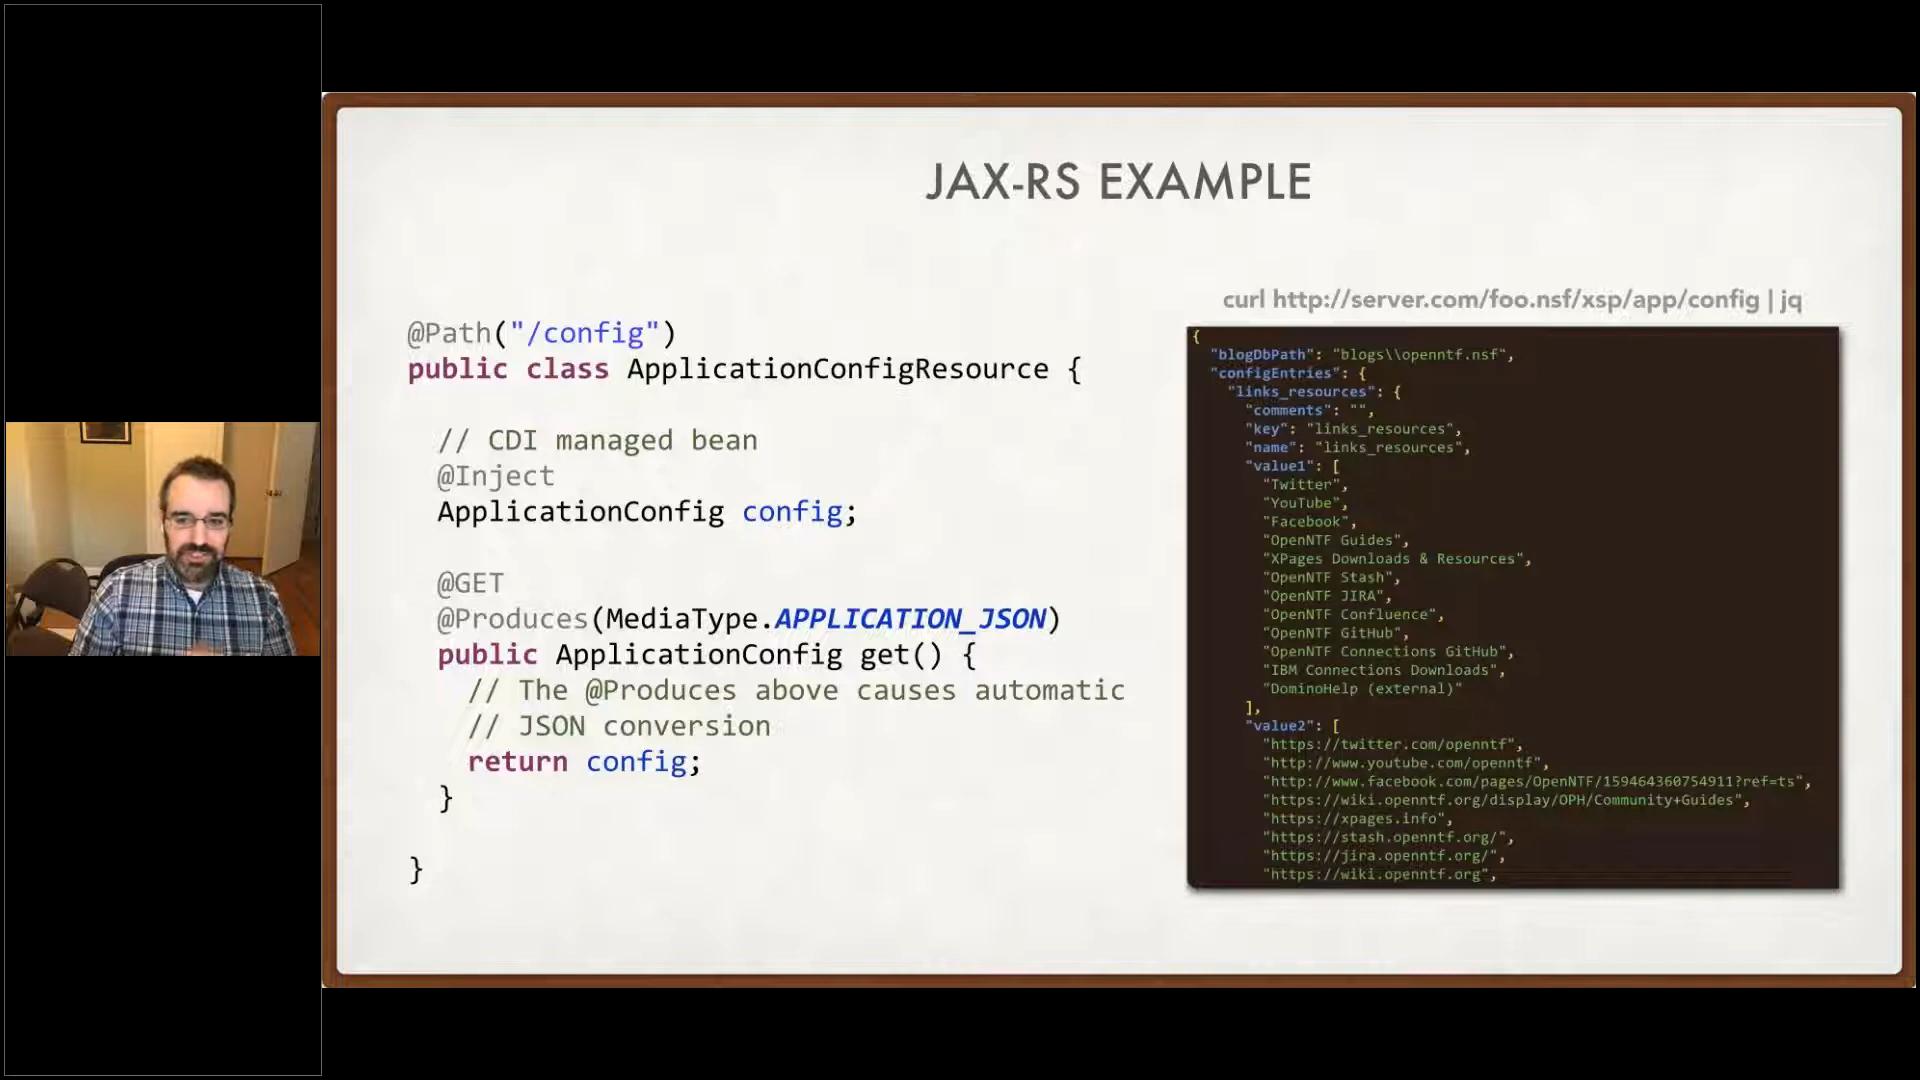 JAX-RS EXAMPLE
@Path("/config")
public class ApplicationConfigResource {
// CDI managed bean
@Inject
ApplicationConfig config;
@GET
@Produces(MediaType.APPLICATION_JSON)
public ApplicationConfig get() {
// The @Produces above causes automatic
// JSON conversion
return config;
}
}
curl http://server.com/foo.nsf/xsp/app/config | jq
{
"blogDbPath": "blogs\\openntf.nsf",
"configEntries": {
"links_resources": {
"comments": "",
"key": "links_resources",
"name": "links_resources",
"value1": [
"Twitter",
"YouTube",
"Facebook",
"OpenNTF Guides",
"XPages Downloads & Resources",
"OpenNTF Stash",
"OpenNTF JIRA",
"OpenNTF Confluence",
"OpenNTF GitHub",
"OpenNTF Connections GitHub",
"IBM Connections Downloads",
"DominoHelp (external)"
],
"value2": [
"https://twitter.com/openntf",
"http://www.youtube.com/openntf",
"http://www.facebook.com/pages/OpenNTF/159464360754911?ref=ts",
"https://wiki.openntf.org/display/OPH/Community+Guides",
"https://xpages.info",
"https://stash.openntf.org/",
"https://jira.openntf.org/",
"https://wiki.openntf.org",